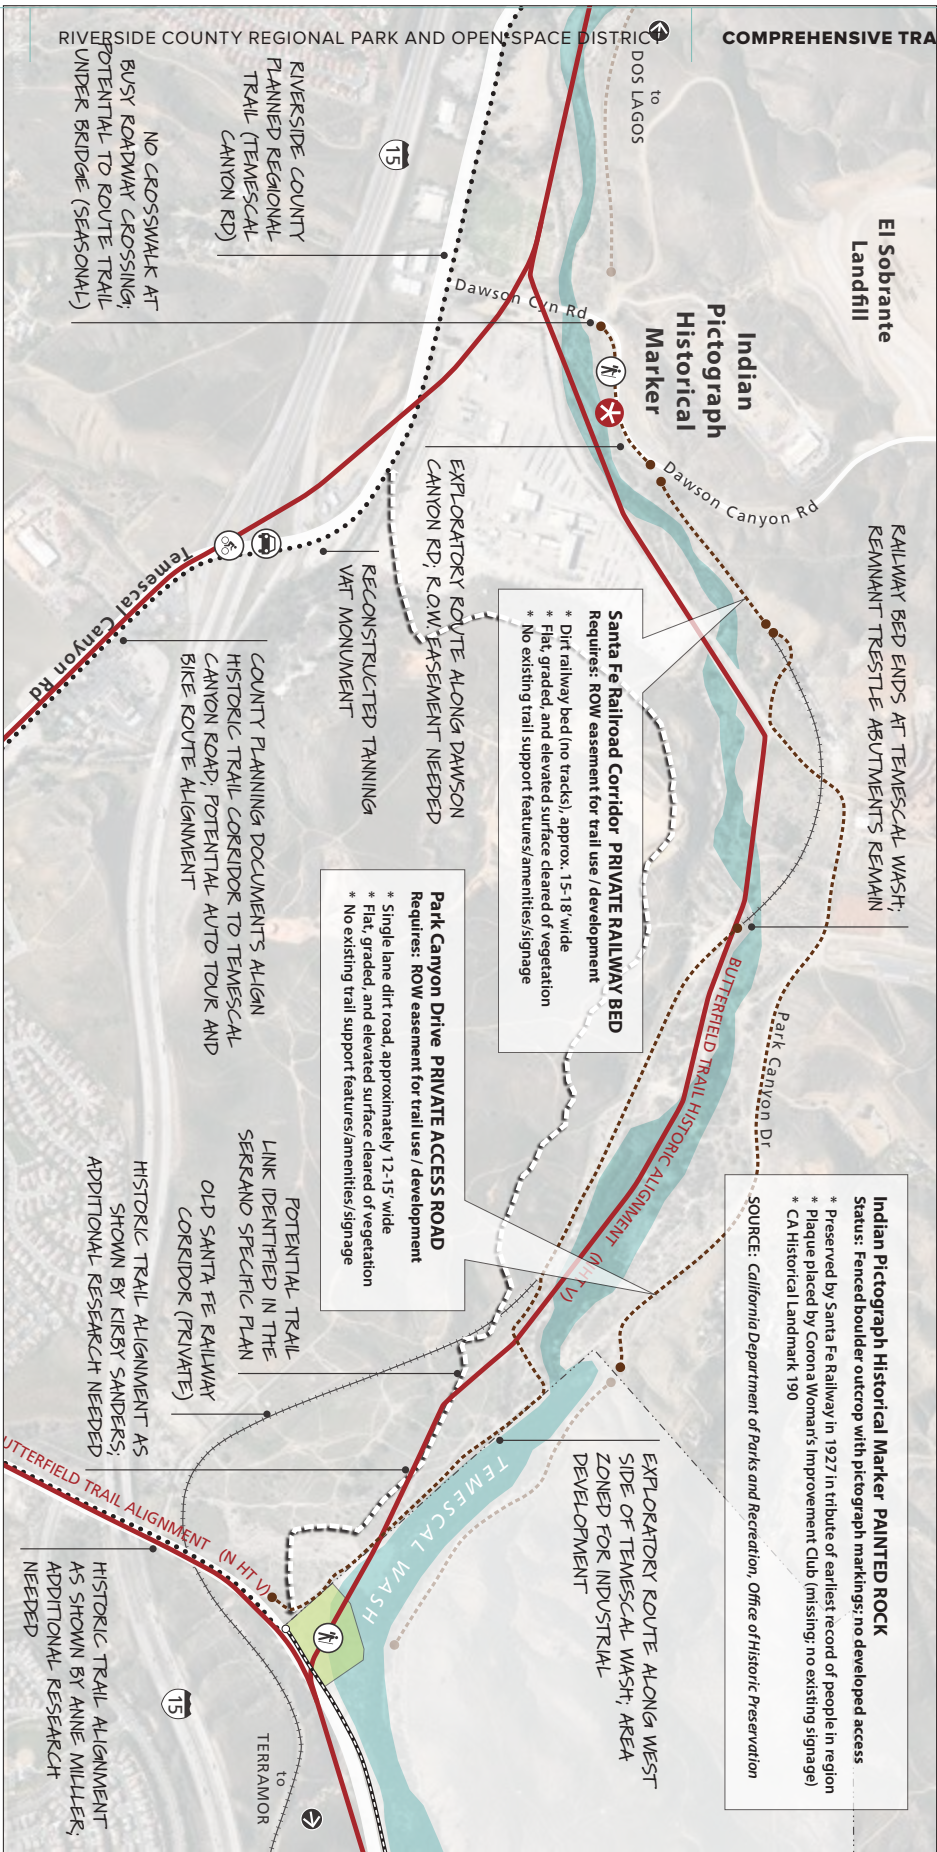 RIVERSIDE COUNTY REGIONAL PARK AND OPEN-SPACE DISTRICT
COMPREHENSIVE TRA
to
DOS LAGOS
El Sobrante
Landfill
RIVERSIDE COUNTY
PLANNED REGIONAL
TRAIL (TEMESCAL
CANYON RD)
15
NO CROSSWALK AT
BUSY ROADWAY CROSSING;
POTENTIAL TO ROUTE TRAIL
UNDER BRIDGE (SEASONAL)
Dawson Cyn Rd
Indian
Pictograph
Historical
Marker
Dawson Canyon Rd
RAILWAY BED ENDS AT TEMESCAL WASH;
REMNANT TRESTLE ABUTMENTS REMAIN
EXPLORATORY ROUTE ALONG DAWSON
CANYON RD; R.O.W. EASEMENT NEEDED
RECONSTRUCTED TANNING
VAT MONUMENT
Temescal Canyon Rd
COUNTY PLANNING DOCUMENTS ALIGN
HISTORIC TRAIL CORRIDOR TO TEMESCAL
CANYON ROAD; POTENTIAL AUTO TOUR AND
BIKE ROUTE ALIGNMENT
Santa Fe Railroad Corridor PRIVATE RAILWAY BED
Requires: ROW easement for trail use / development
* Dirt railway bed (no tracks), approx. 15-18' wide
* Flat, graded, and elevated surface cleared of vegetation
* No existing trail support features/amenities/signage
Park Canyon Drive PRIVATE ACCESS ROAD
Requires: ROW easement for trail use / development
* Single lane dirt road, approximately 12-15' wide
* Flat, graded, and elevated surface cleared of vegetation
* No existing trail support features/amenities/signage
BUTTERFIELD TRAIL HISTORIC ALIGNMENT (NHTV)
Park Canyon Dr
Indian Pictograph Historical Marker PAINTED ROCK
Status: Fenced boulder outcrop with pictograph markings; no developed access
* Preserved by Santa Fe Railway in 1927 in tribute of earliest record of people in region
* Plaque placed by Corona Woman's Improvement Club (missing; no existing signage)
* CA Historical Landmark 190
SOURCE: California Department of Parks and Recreation, Office of Historic Preservation
POTENTIAL TRAIL
LINK IDENTIFIED IN THE
SERRANO SPECIFIC PLAN
OLD SANTA FE RAILWAY
CORRIDOR (PRIVATE)
HISTORIC TRAIL ALIGNMENT AS
SHOWN BY KIRBY SANDERS;
ADDITIONAL RESEARCH NEEDED
EXPLORATORY ROUTE ALONG WEST
SIDE OF TEMESCAL WASH; AREA
ZONED FOR INDUSTRIAL
DEVELOPMENT
TEMESCAL WASH
UTTERFIELD TRAIL ALIGNMENT (NHTV)
HISTORIC TRAIL ALIGNMENT
AS SHOWN BY ANNE MILLLER;
ADDITIONAL RESEARCH
NEEDED
15
to
TERRAMOR